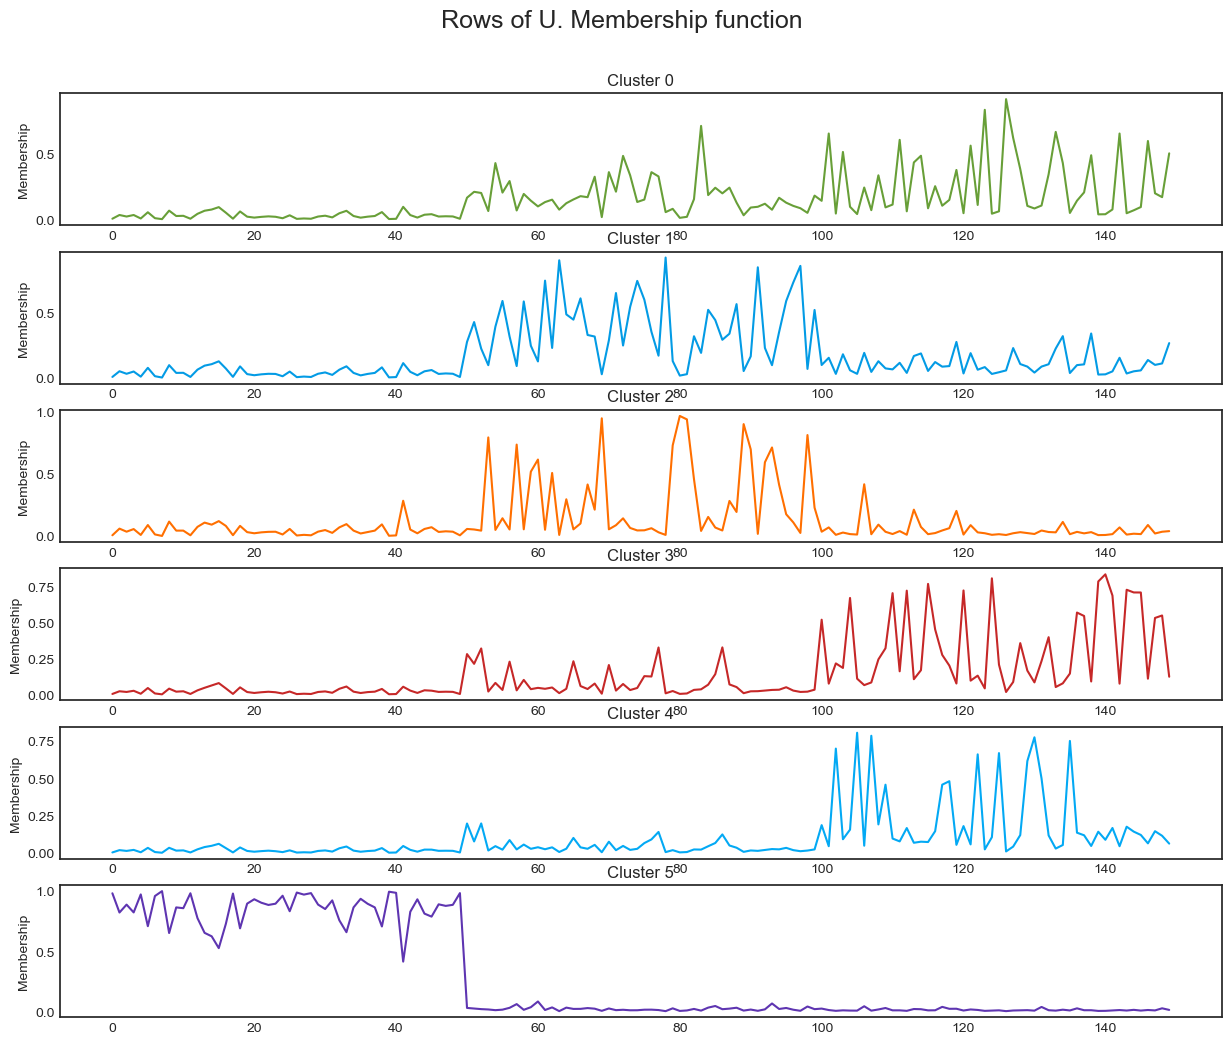 Rows of U. Membership function
Cluster 0
Membership
0.5
0.0
0 20 40 60 80 100 120 140
Cluster 1
Membership
0.5
0.0
0 20 40 60 80 100 120 140
Cluster 2
Membership
1.0
0.5
0.0
0 20 40 60 80 100 120 140
Cluster 3
Membership
0.75
0.50
0.25
0.00
0 20 40 60 80 100 120 140
Cluster 4
Membership
0.75
0.50
0.25
0.00
0 20 40 60 80 100 120 140
Cluster 5
Membership
1.0
0.5
0.0
0 20 40 60 80 100 120 140